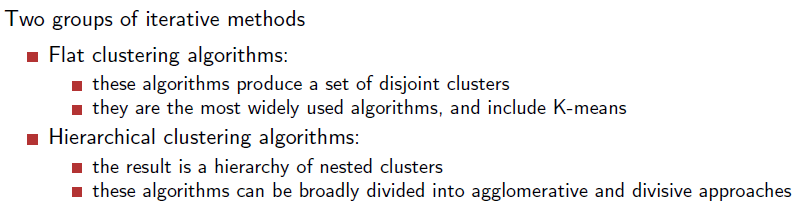 Two groups of iterative methods
Flat clustering algorithms:
these algorithms produce a set of disjoint clusters
they are the most widely used algorithms, and include K-means
Hierarchical clustering algorithms:
the result is a hierarchy of nested clusters
these algorithms can be broadly divided into agglomerative and divisive approaches